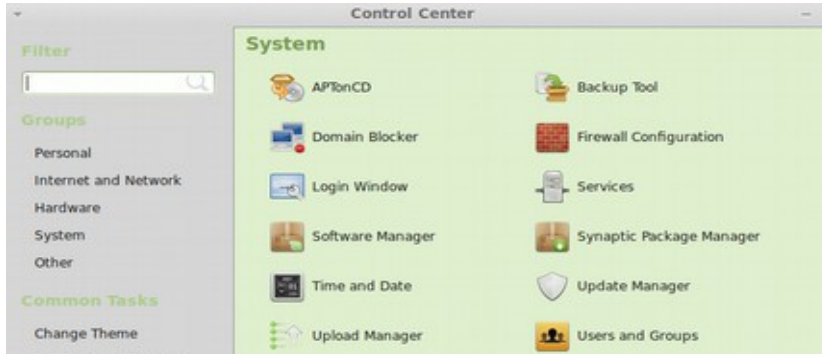 Control Center
Filter
Groups
Personal
Internet and Network
Hardware
System
Other
Common Tasks
Change Theme
System
APTonCD
Backup Tool
Domain Blocker
Firewall Configuration
Login Window
Services
Software Manager
Synaptic Package Manager
Time and Date
Update Manager
Upload Manager
Users and Groups